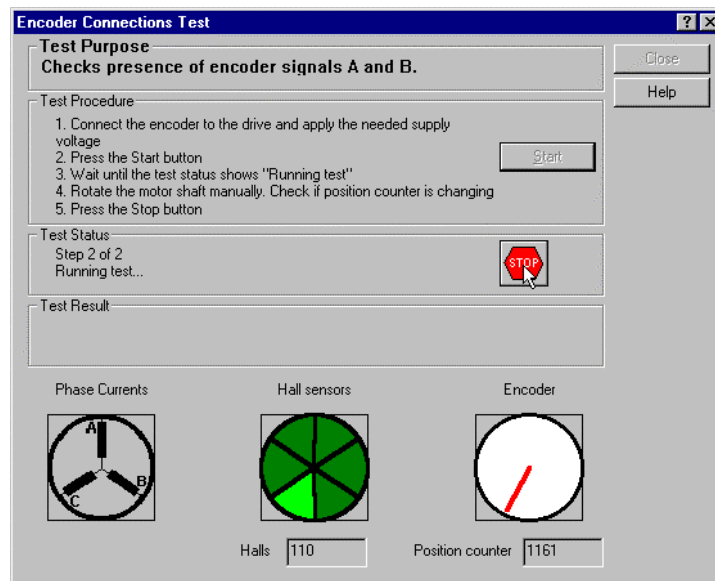 Encoder Connections Test
Test Purpose
Checks presence of encoder signals A and B.
Close
Help
Test Procedure
1. Connect the encoder to the drive and apply the needed supply
voltage
2. Press the Start button
3. Wait until the test status shows "Running test"
4. Rotate the motor shaft manually. Check if position counter is changing
5. Press the Stop button
Start
Test Status
Step 2 of 2
Running test...
STOP
Test Result
Phase Currents
Hall sensors
Encoder
A
B
C
Halls 110
Position counter 1161